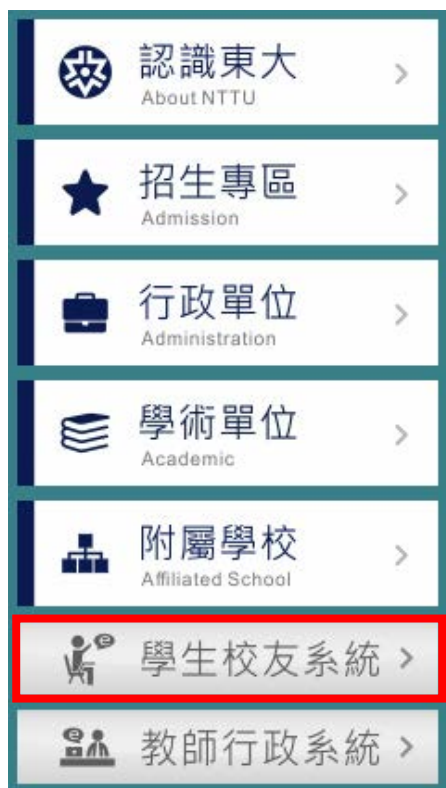 認識東大
About NTTU
招生專區
Admission
行政單位
Administration
學術單位
Academic
附屬學校
Affiliated School
學生校友系統
教師行政系統